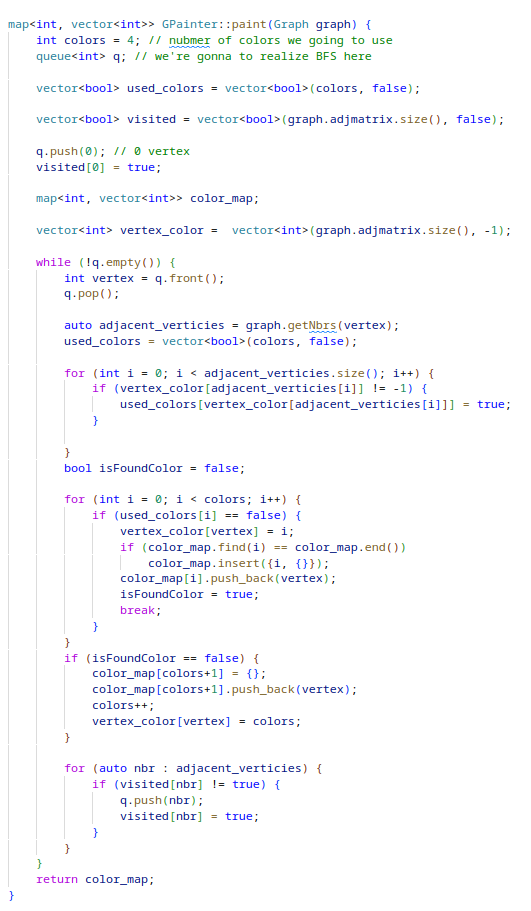 map<int, vector<int>> GPainter::paint(Graph graph) {
    int colors = 4; // nubmer of colors we going to use
    queue<int> q; // we're gonna to realize BFS here

    vector<bool> used_colors = vector<bool>(colors, false);

    vector<bool> visited = vector<bool>(graph.adjmatrix.size(), false);

    q.push(0); // 0 vertex
    visited[0] = true;

    map<int, vector<int>> color_map;

    vector<int> vertex_color =  vector<int>(graph.adjmatrix.size(), -1);

    while (!q.empty()) {
        int vertex = q.front();
        q.pop();

        auto adjacent_verticies = graph.getNbrs(vertex);
        used_colors = vector<bool>(colors, false);

        for (int i = 0; i < adjacent_verticies.size(); i++) {
            if (vertex_color[adjacent_verticies[i]] != -1) {
                used_colors[vertex_color[adjacent_verticies[i]]] = true;
            }

        }
        bool isFoundColor = false;

        for (int i = 0; i < colors; i++) {
            if (used_colors[i] == false) {
                vertex_color[vertex] = i;
                if (color_map.find(i) == color_map.end())
                    color_map.insert({i, {}});
                color_map[i].push_back(vertex);
                isFoundColor = true;
                break;
            }
        }
        if (isFoundColor == false) {
            color_map[colors+1] = {};
            color_map[colors+1].push_back(vertex);
            colors++;
            vertex_color[vertex] = colors;
        }

        for (auto nbr : adjacent_verticies) {
            if (visited[nbr] != true) {
                q.push(nbr);
                visited[nbr] = true;
            }
        }
    }
    return color_map;
}